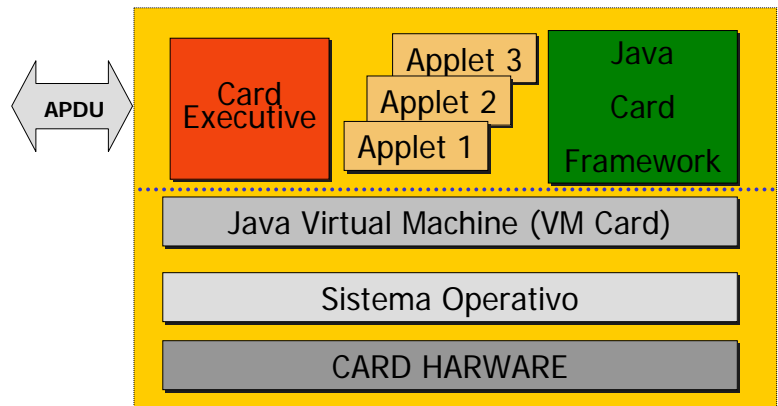 APDU
Card
Executive
Applet 3
Applet 2
Applet 1
Java
Card
Framework
Java Virtual Machine (VM Card)
Sistema Operativo
CARD HARWARE